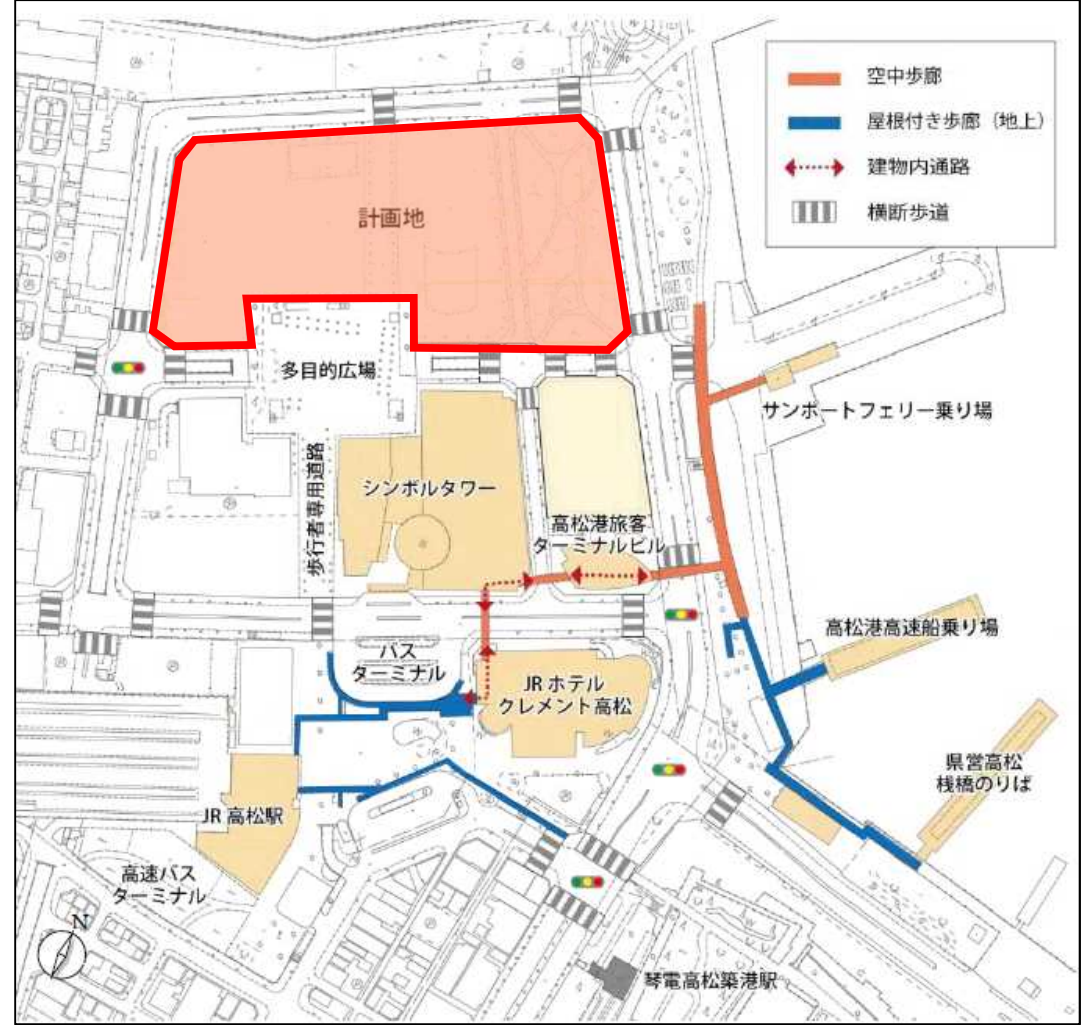 空中歩廊
屋根付き歩廊（地上）
建物内通路
横断歩道
計画地
多目的広場
サンポートフェリー乗り場
シンボルタワー
歩行者専用道路
高松港旅客
ターミナルビル
高松港高速船乗り場
バス
ターミナル
JRホテル
クレメント高松
県営高松
桟橋のりば
JR高松駅
高速バス
ターミナル
N
琴電高松築港駅